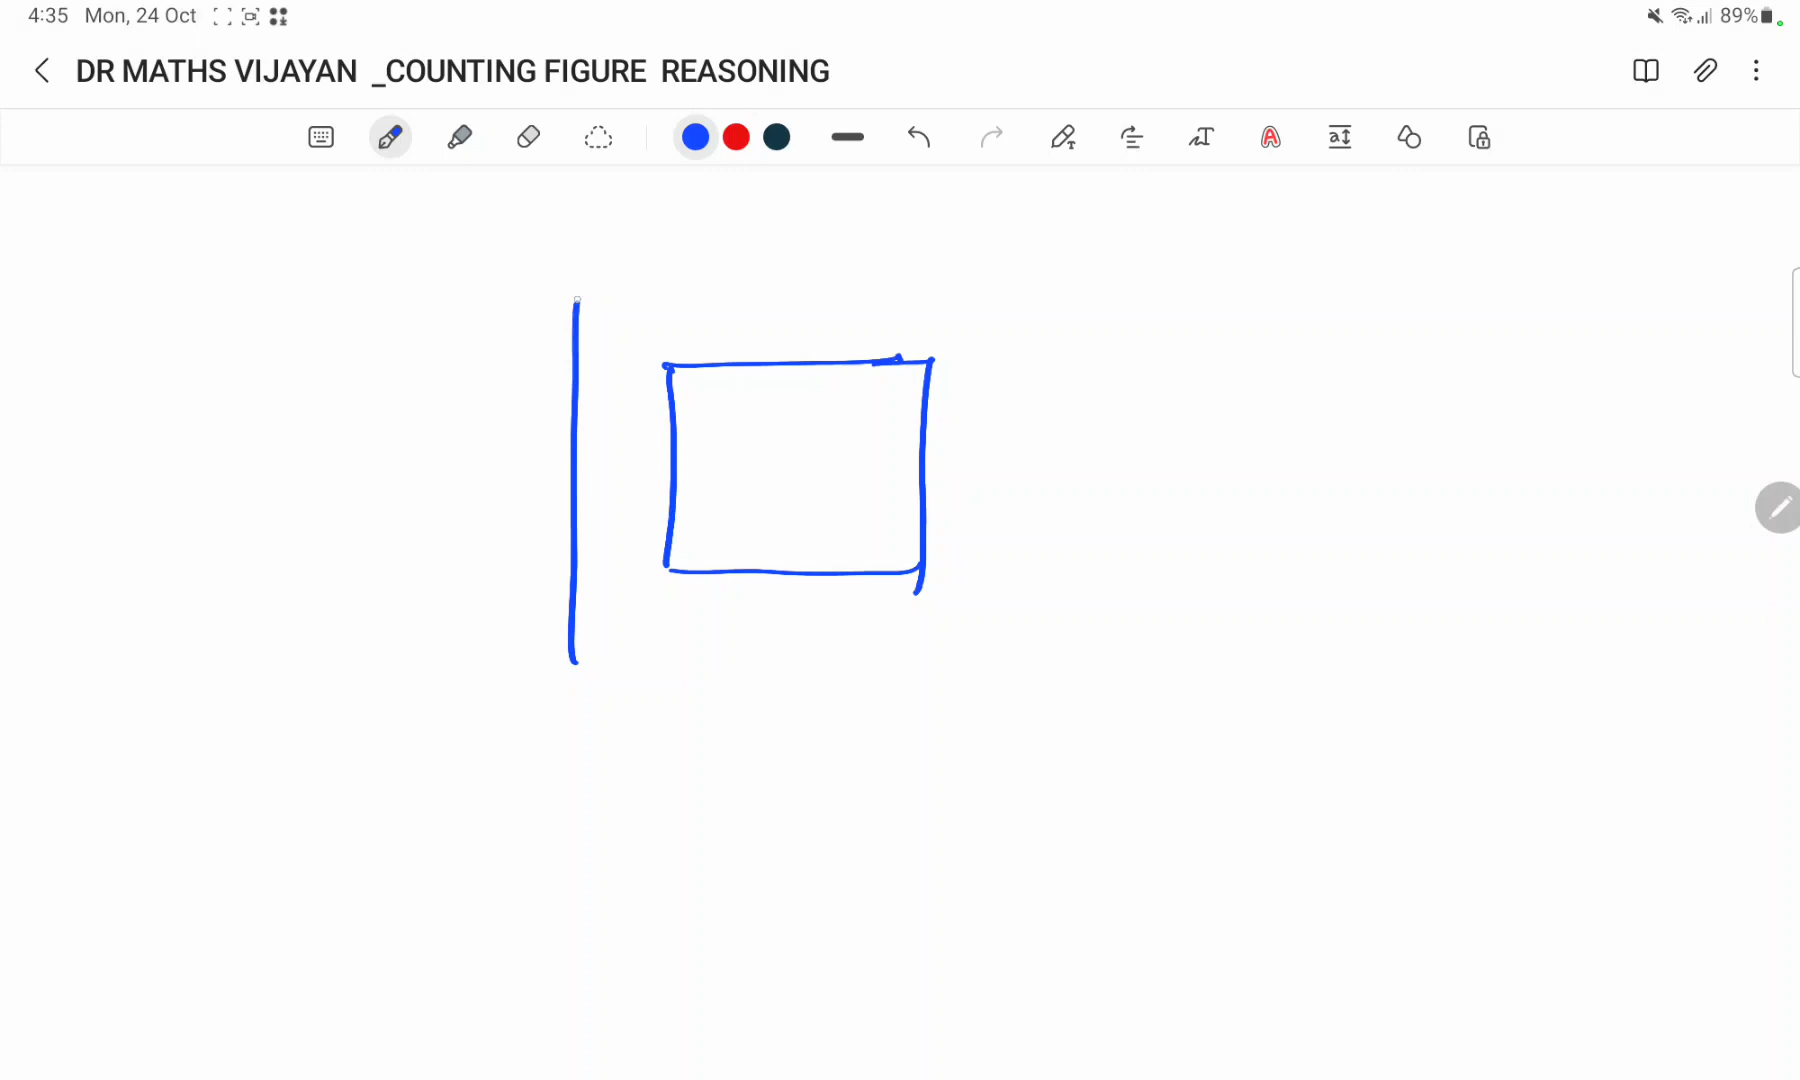 4:35 Mon, 24 Oct 89%
DR MATHS VIJAYAN _COUNTING FIGURE REASONING